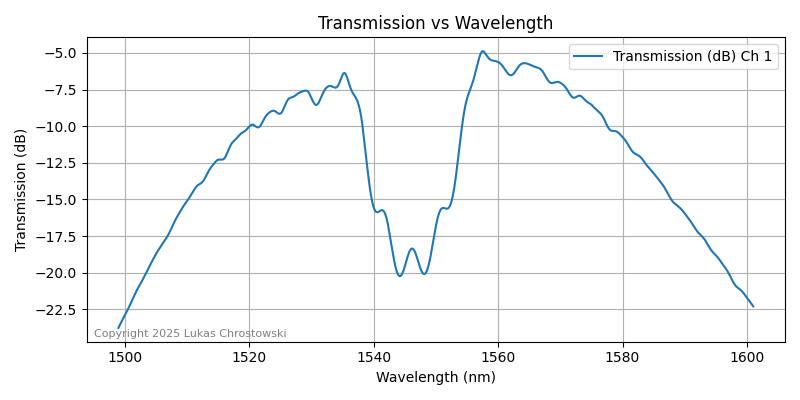 Transmission vs Wavelength
Transmission (dB) Ch 1
−5.0
−7.5
−10.0
−12.5
−15.0
−17.5
−20.0
−22.5
Transmission (dB)
Copyright 2025 Lukas Chrostowski
1500 1520 1540 1560 1580 1600
Wavelength (nm)